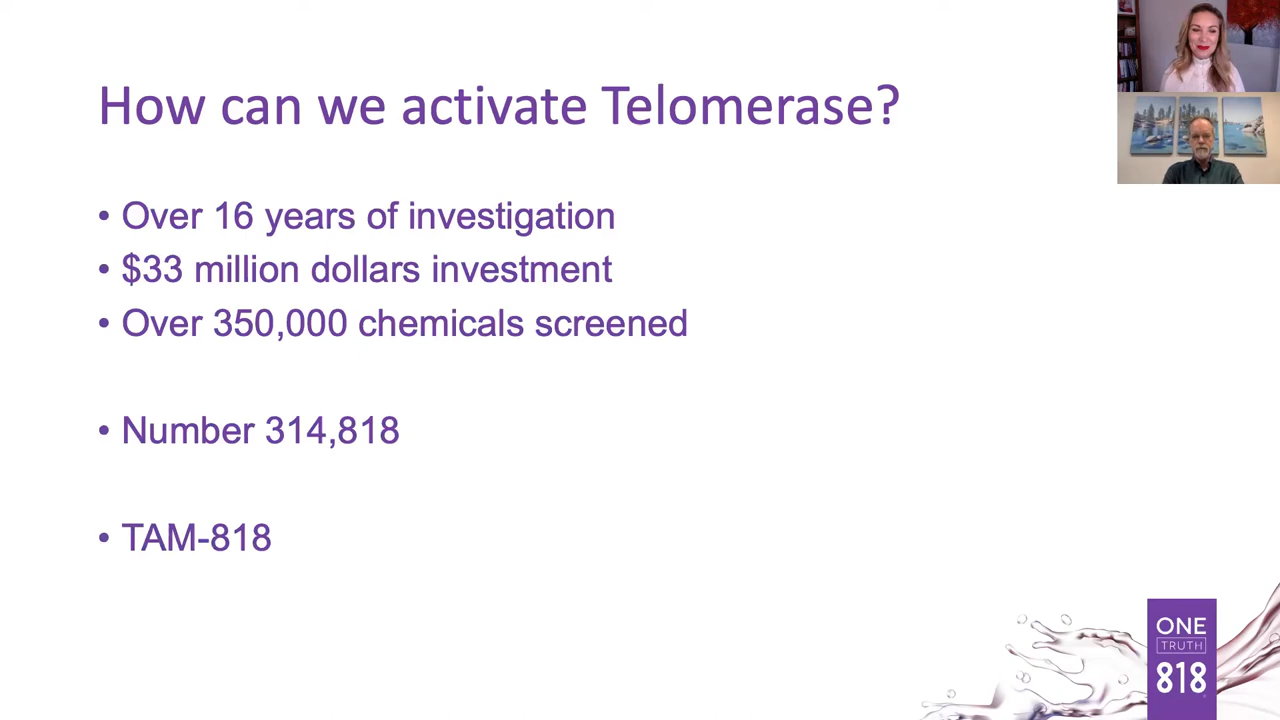 How can we activate Telomerase?
• Over 16 years of investigation
• $33 million dollars investment
• Over 350,000 chemicals screened
• Number 314,818
• TAM-818
ONE
TRUTH
818